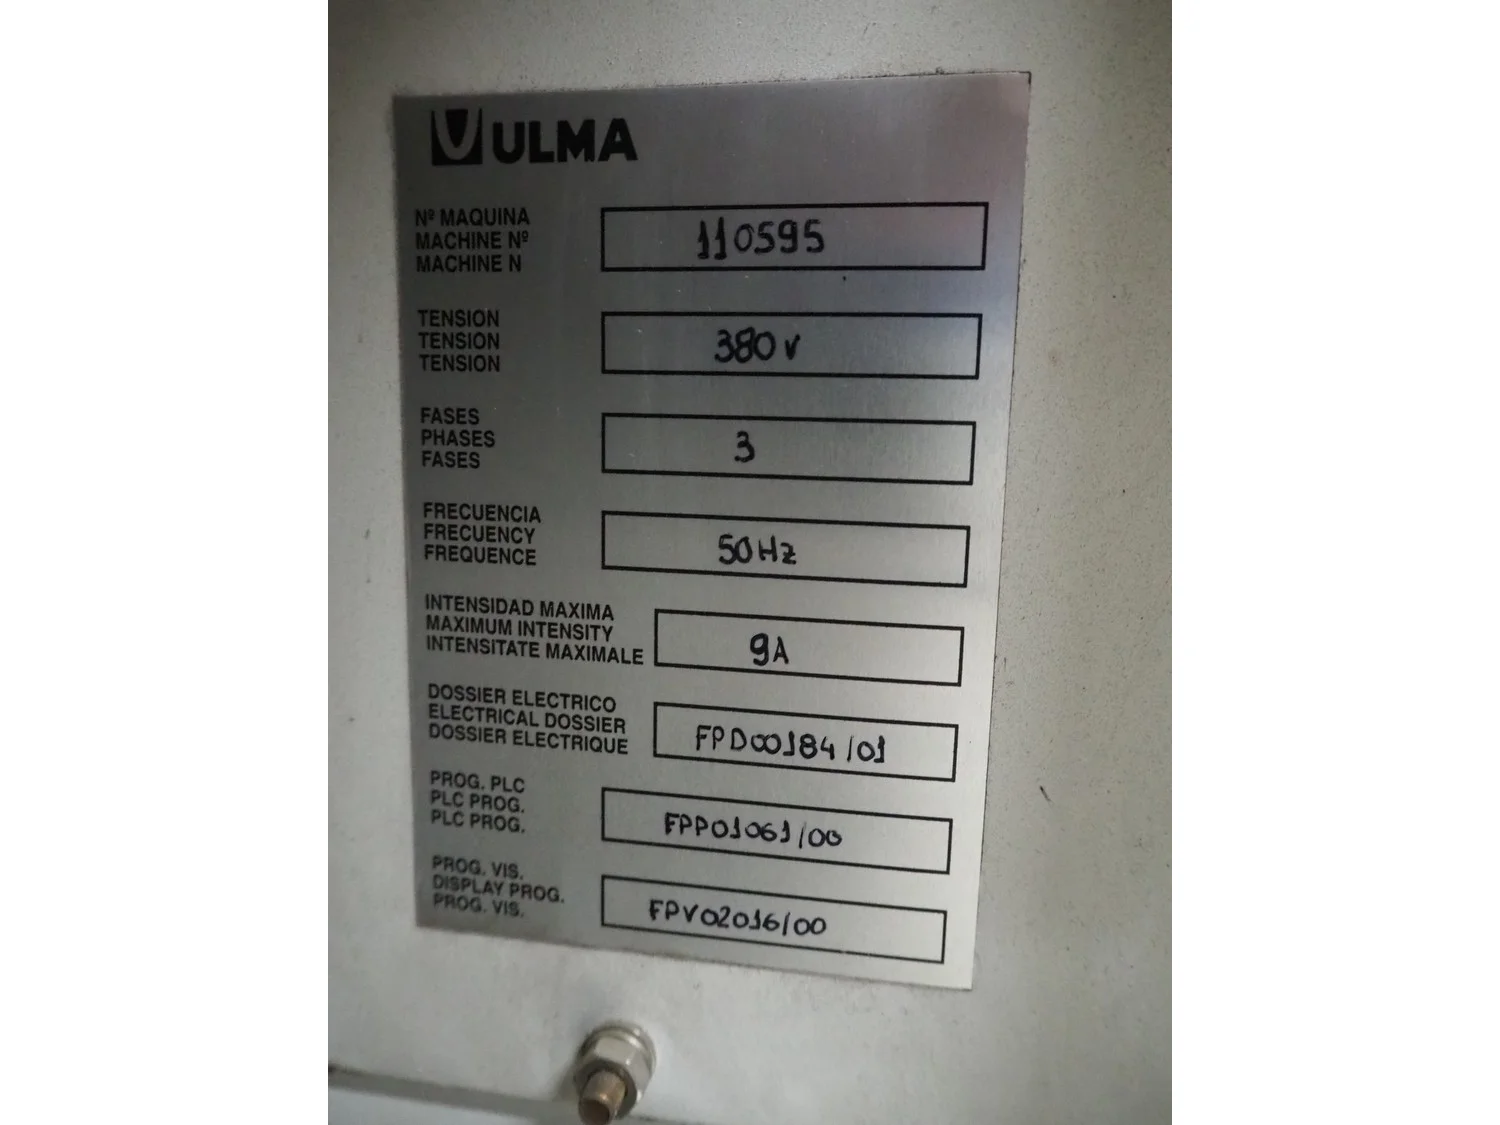 ULMA
Nº MAQUINA
MACHINE Nº
MACHINE N
110595
TENSION
TENSION
TENSION
380 V
FASES
PHASES
FASES
3
FRECUENCIA
FRECUENCY
FREQUENCE
50Hz
INTENSIDAD MAXIMA
MAXIMUM INTENSITY
INTENSITATE MAXIMALE
9A
DOSSIER ELECTRICO
ELECTRICAL DOSSIER
DOSSIER ELECTRIQUE
FPD00184/01
PROG. PLC
PLC PROG.
PLC PROG.
FPP01061/00
PROG. VIS.
DISPLAY PROG.
PROG. VIS.
FPV02016/00